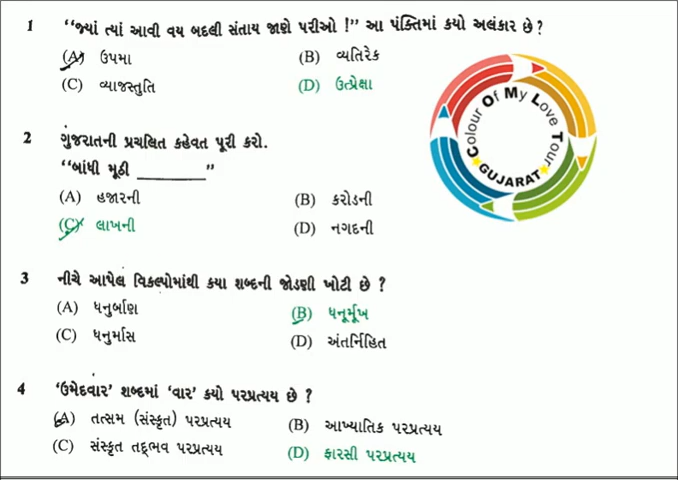 1 “જ્યાં ત્યાં આવી વય બદલી સંતાય જાણે પરીઓ !” આ પંક્તિમાં કયો અલંકાર છે ?
(A) ઉપમા (B) વ્યતિરેક
(C) વ્યાજસ્તુતિ (D) ઉત્પ્રેક્ષા
2 ગુજરાતની પ્રચલિત કહેવત પૂરી કરો.
“બાંધી મૂઠી ________”
(A) હજારની (B) કરોડની
(C) લાખની (D) નગદની
3 નીચે આપેલ વિકલ્પોમાંથી કયા શબ્દની જોડણી ખોટી છે ?
(A) ધનુર્બાણ (B) ધનૂર્મૂખ
(C) ધનુર્માસ (D) અંતર્નિહિત
4 ‘ઉમેદવાર’ શબ્દમાં ‘વાર’ ક્યો પરપ્રત્યય છે ?
(A) તત્સમ (સંસ્કૃત) પરપ્રત્યય (B) આખ્યાતિક પરપ્રત્યય
(C) સંસ્કૃત તદ્ભવ પરપ્રત્યય (D) ફારસી પરપ્રત્યય
Colour Of My Love Tour
GUJARAT